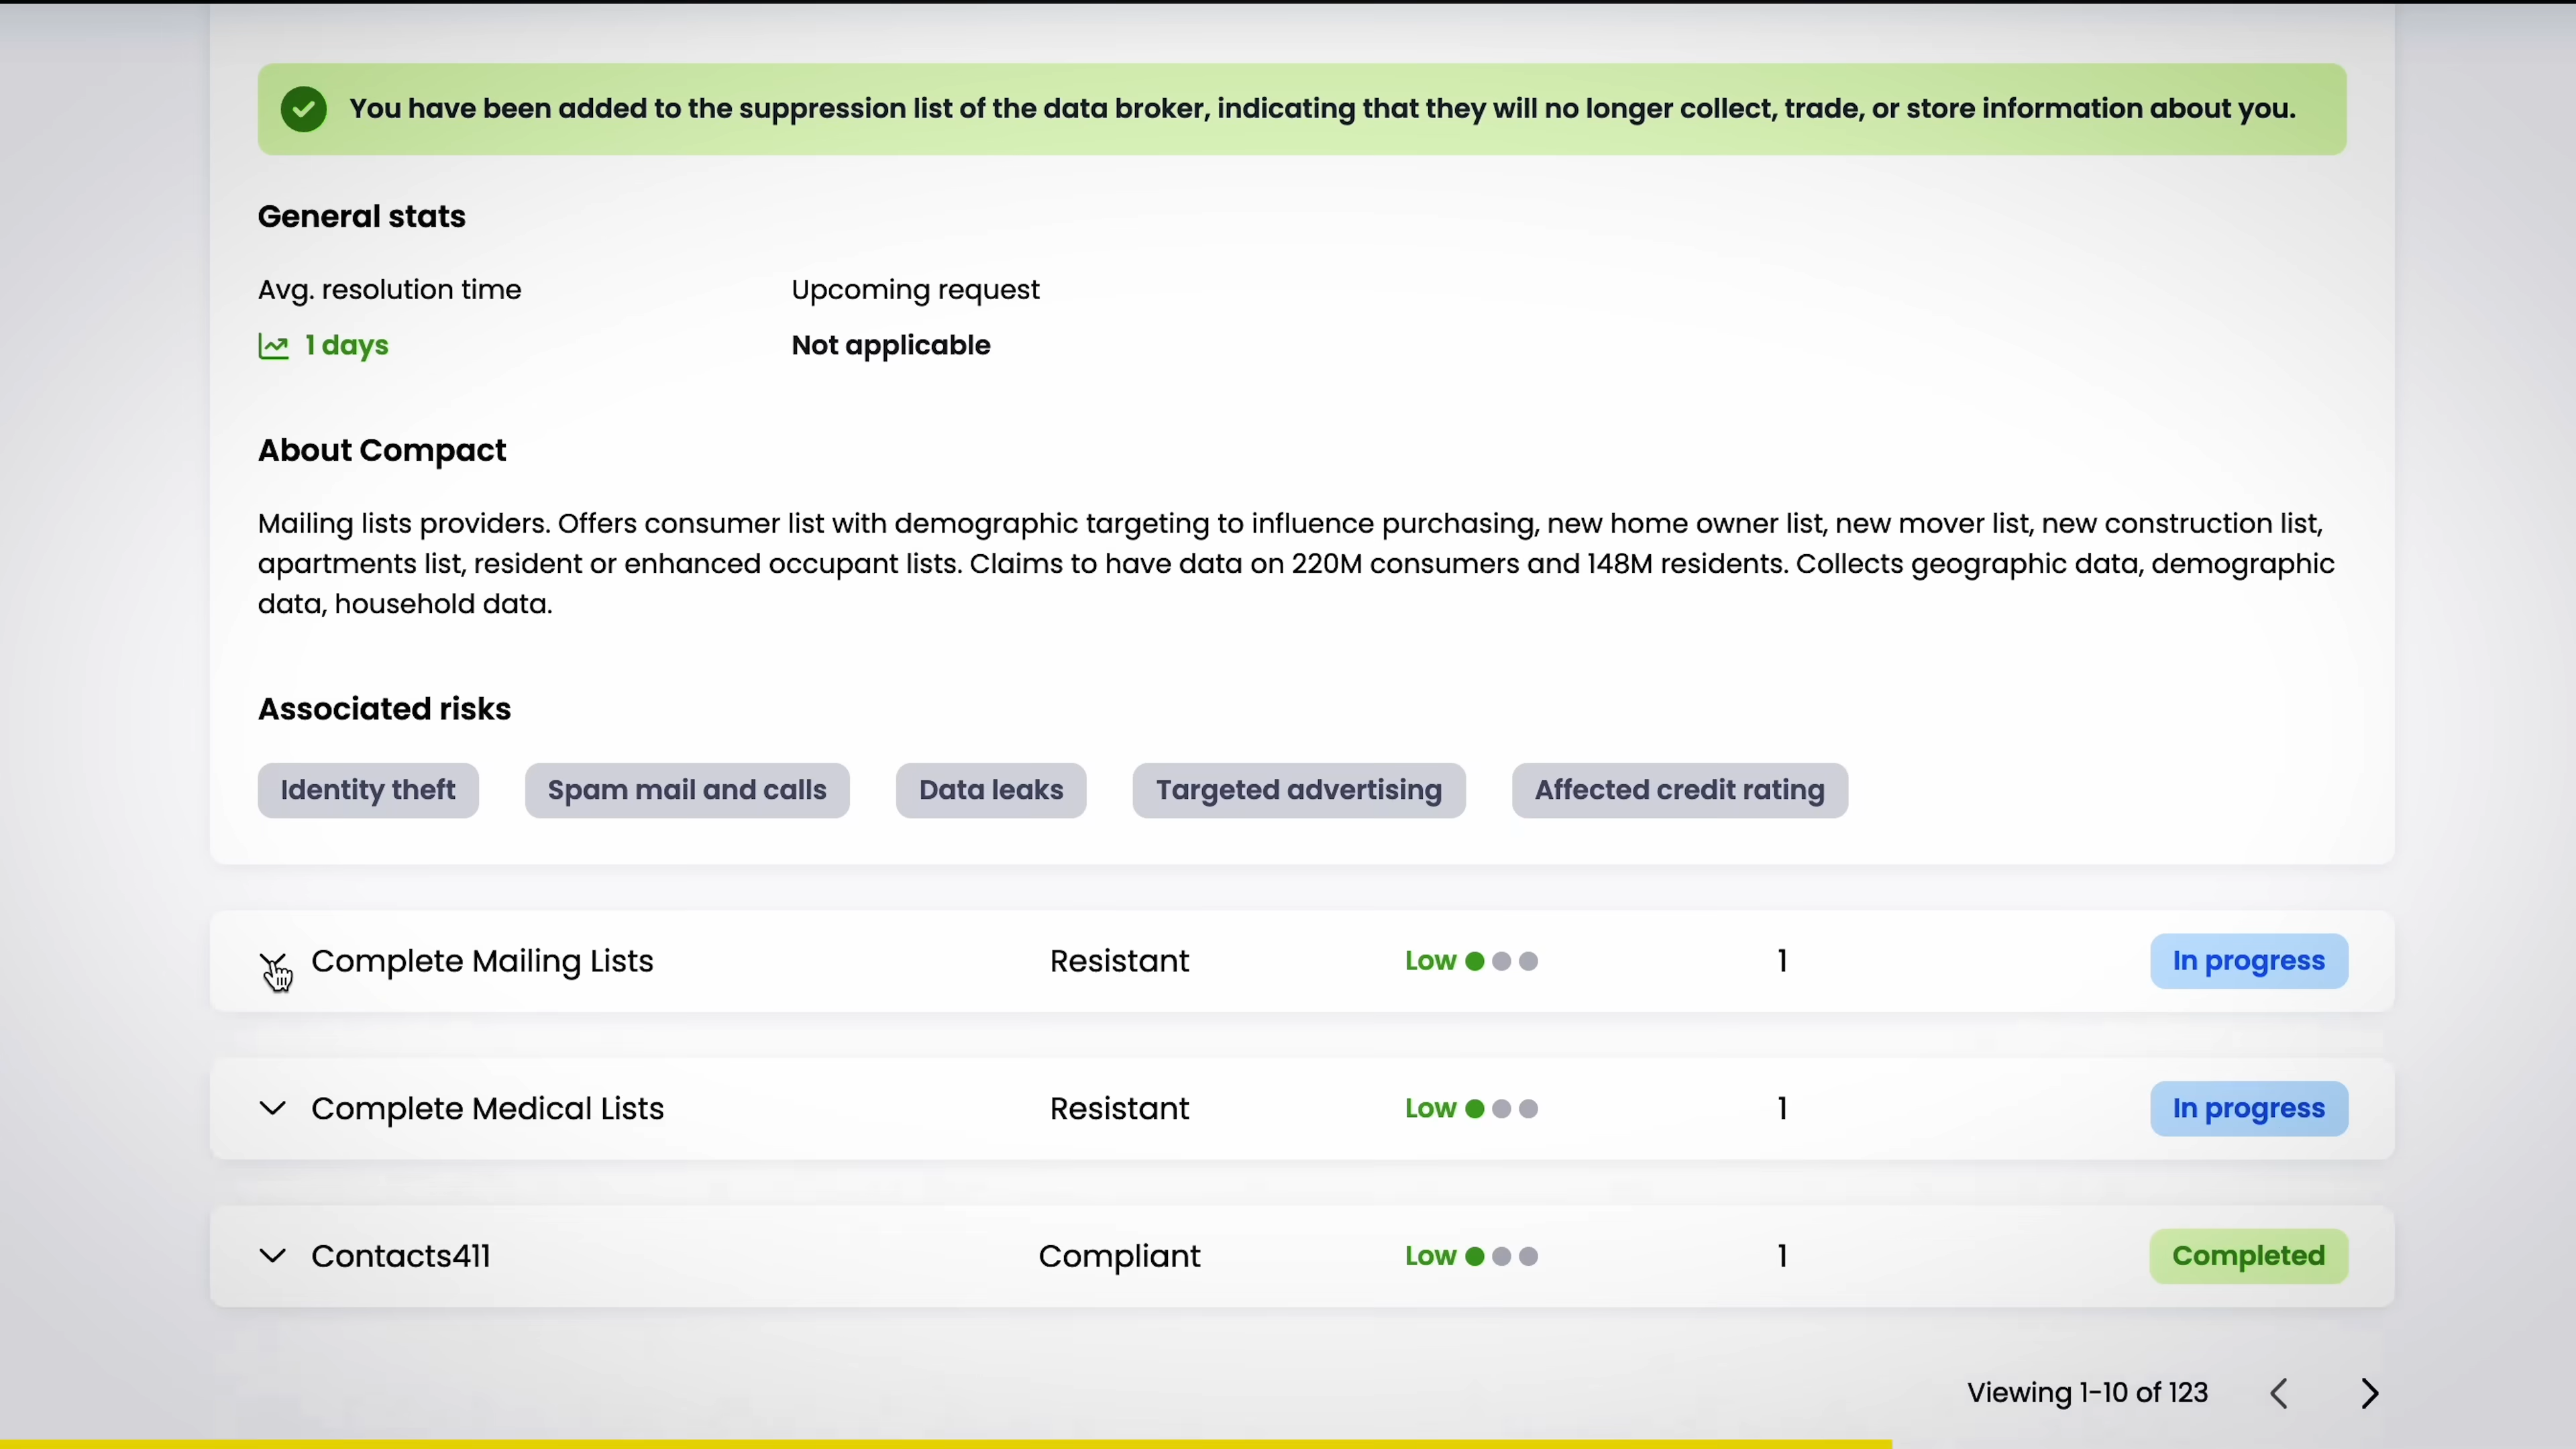 You have been added to the suppression list of the data broker, indicating that they will no longer collect, trade, or store information about you.
General stats
Avg. resolution time
Upcoming request
1 days
Not applicable
About Compact
Mailing lists providers. Offers consumer list with demographic targeting to influence purchasing, new home owner list, new mover list, new construction list,
apartments list, resident or enhanced occupant lists. Claims to have data on 220M consumers and 148M residents. Collects geographic data, demographic
data, household data.
Associated risks
Identity theft
Spam mail and calls
Data leaks
Targeted advertising
Affected credit rating
Complete Mailing Lists Resistant Low 1 In progress
Complete Medical Lists Resistant Low 1 In progress
Contacts411 Compliant Low 1 Completed
Viewing 1-10 of 123